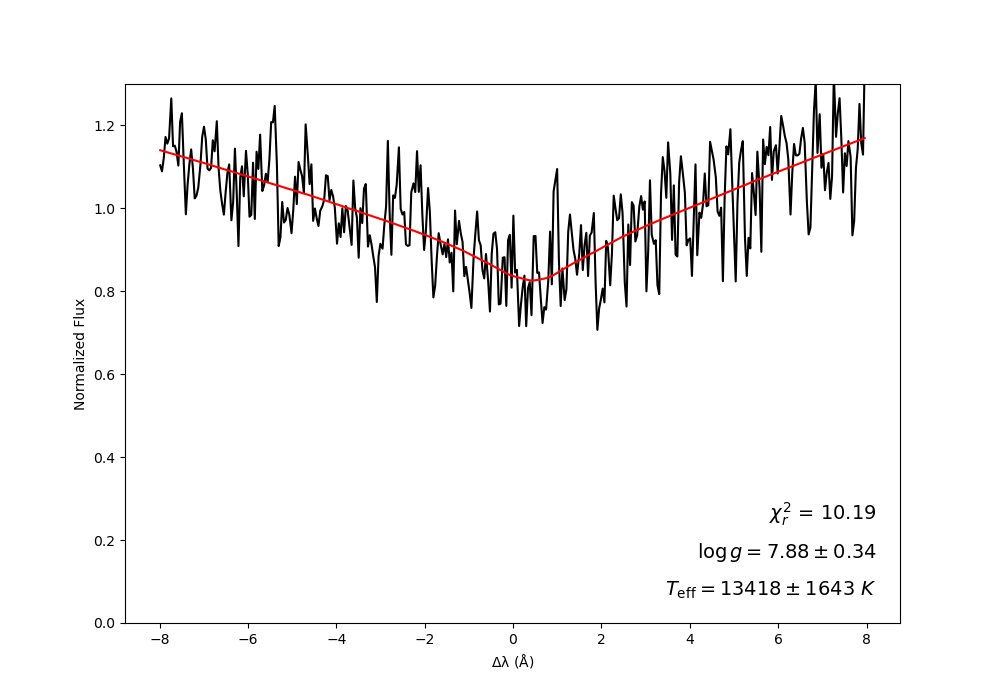 1.2
1.0
0.8
0.6
0.4
0.2
0.0
Normalized Flux
χ²ᵣ = 10.19
log g = 7.88 ± 0.34
T_eff = 13418 ± 1643 K
−8 −6 −4 −2 0 2 4 6 8
Δλ (Å)